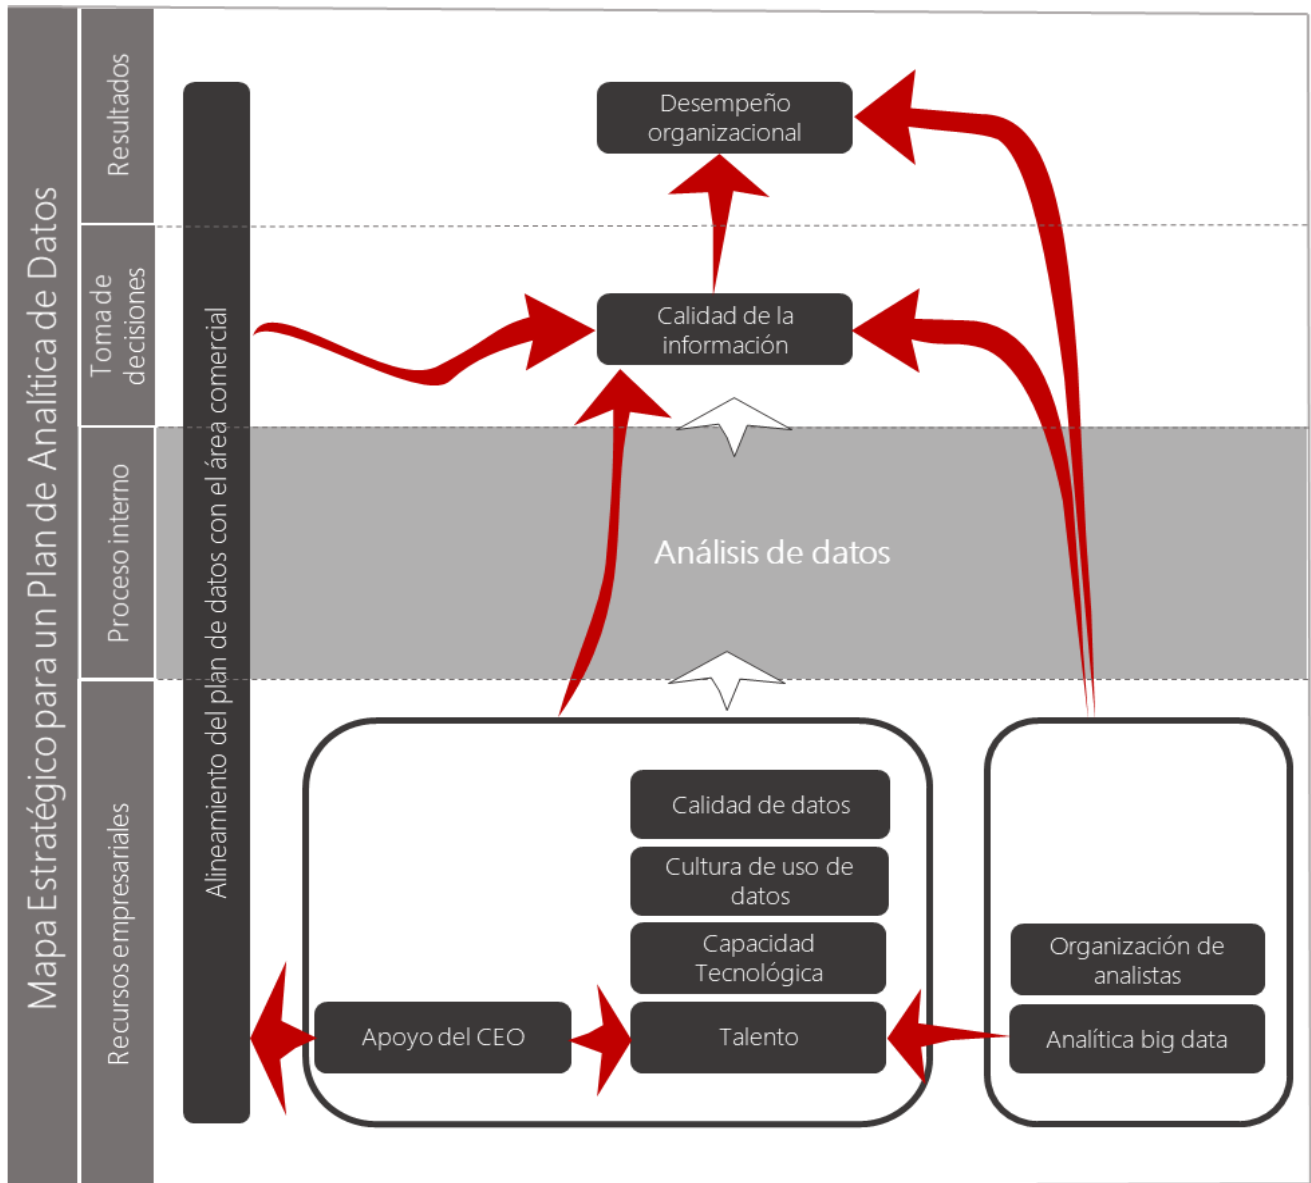 Mapa Estratégico para un Plan de Analítica de Datos
Resultados
Toma de
decisiones
Proceso interno
Recursos empresariales
Alineamiento del plan de datos con el área comercial
Desempeño
organizacional
Calidad de la
información
Análisis de datos
Calidad de datos
Cultura de uso de
datos
Capacidad
Tecnológica
Apoyo del CEO
Talento
Organización de
analistas
Analítica big data